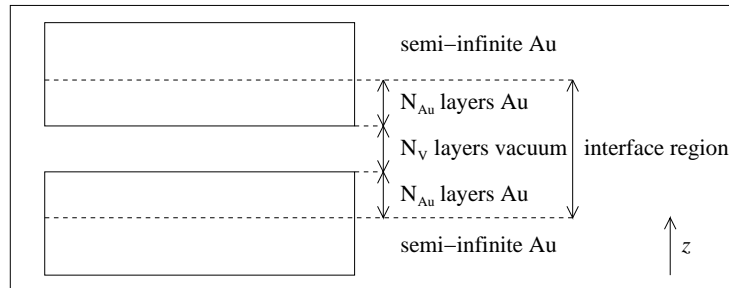 semi−infinite Au
N_Au layers Au
N_V layers vacuum
interface region
N_Au layers Au
semi−infinite Au
z